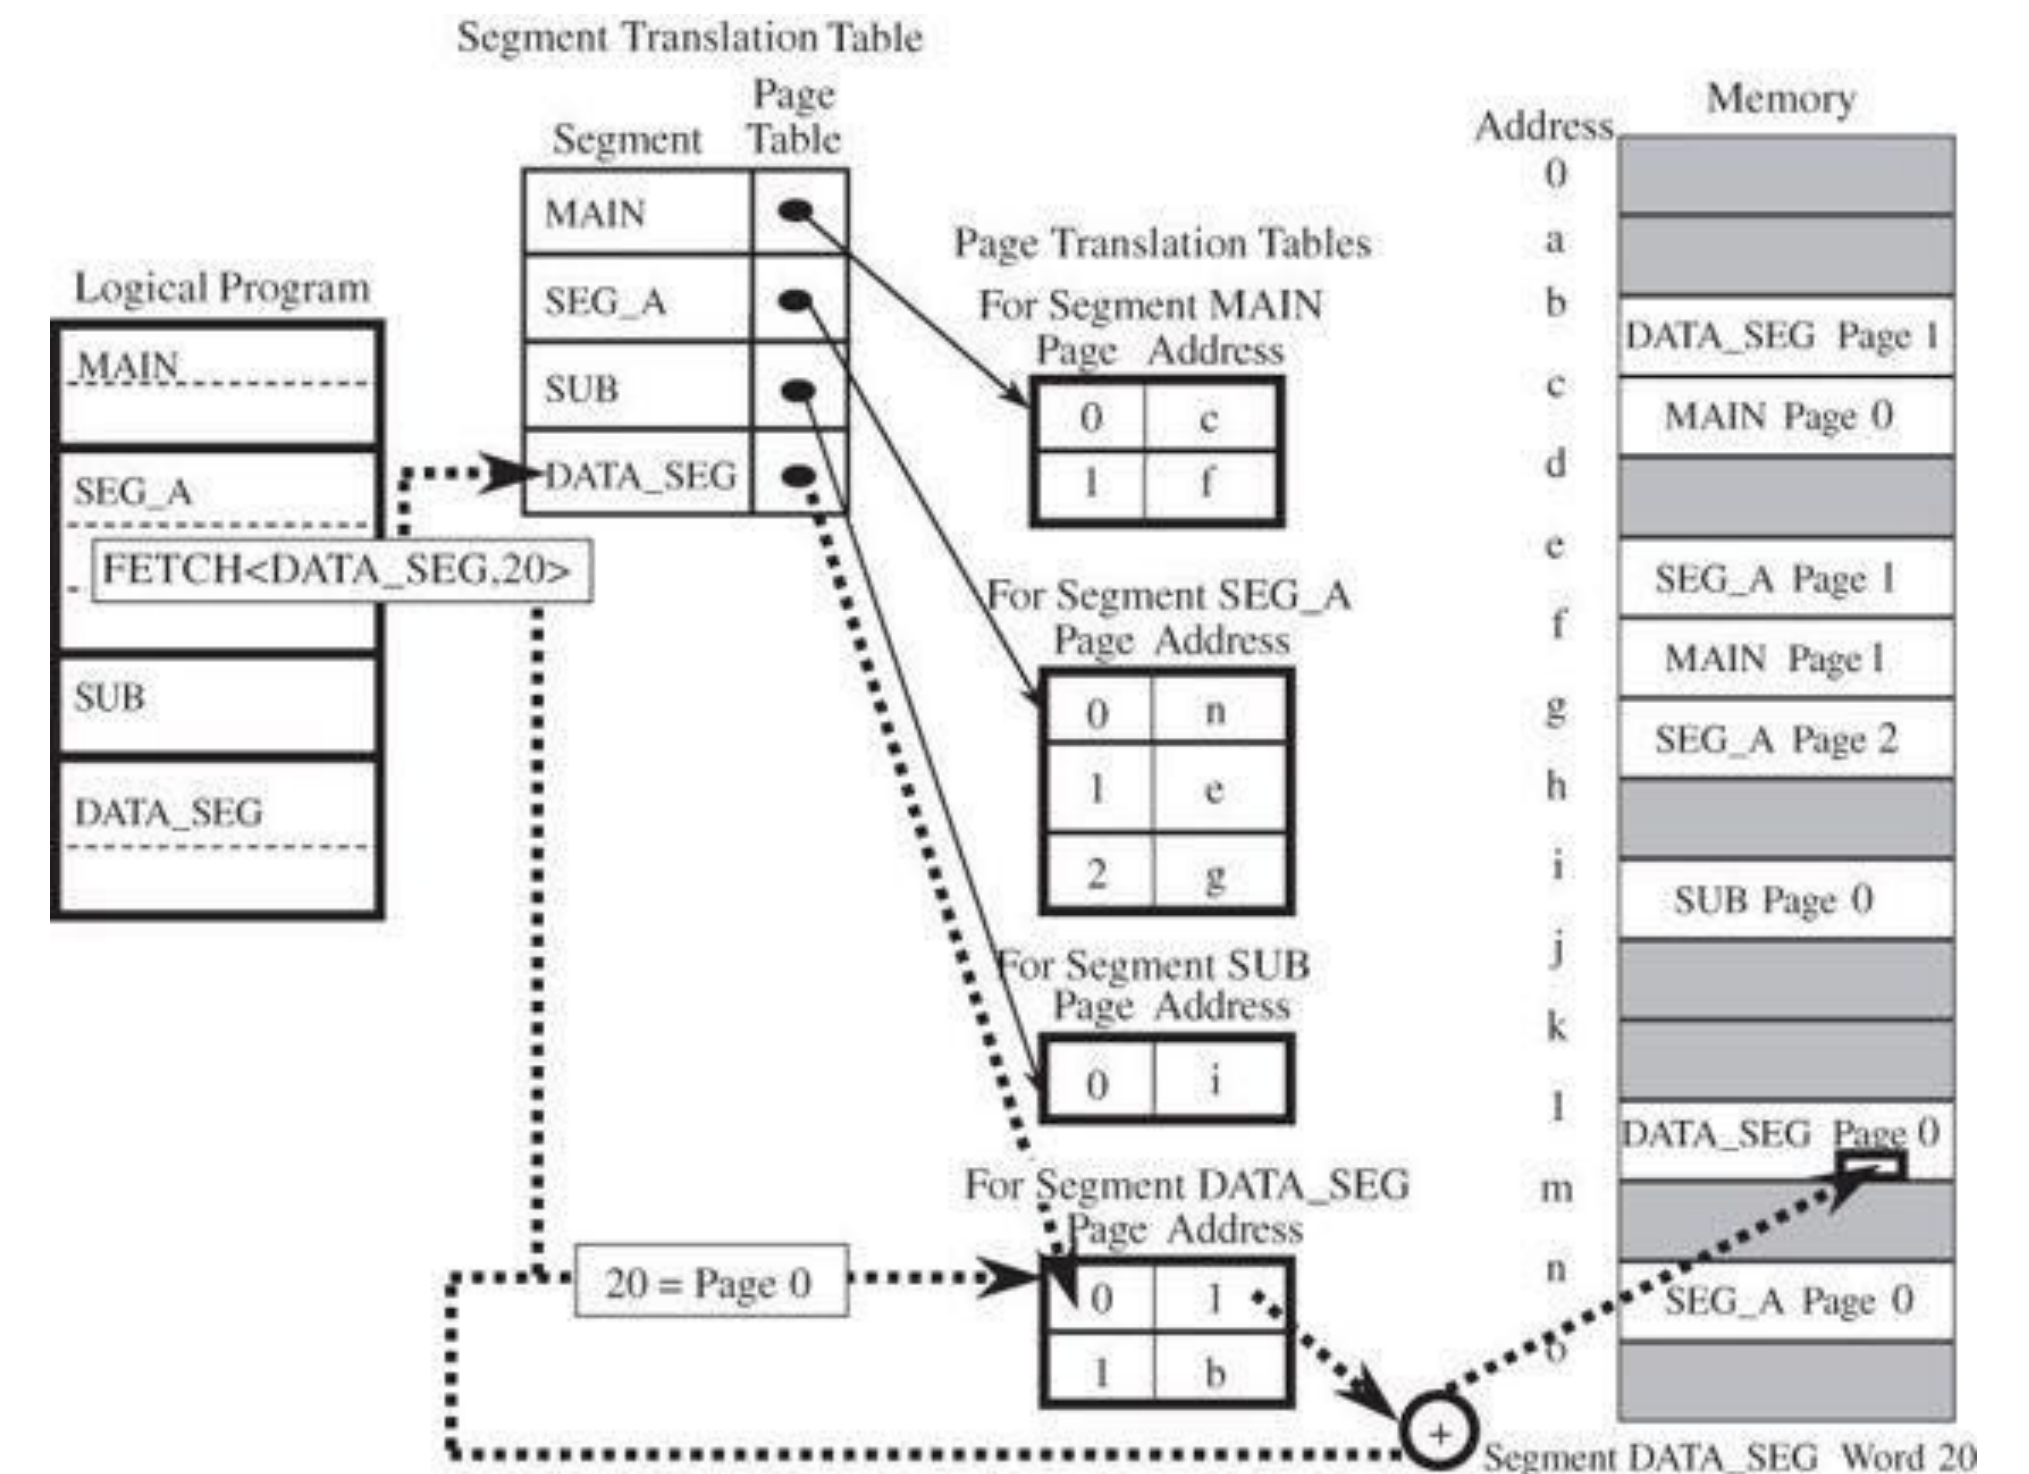 Segment Translation Table
Segment
Page
Table
MAIN
SEG_A
SUB
DATA_SEG
Logical Program
MAIN
SEG_A
FETCH<DATA_SEG,20>
SUB
DATA_SEG
20 = Page 0
Page Translation Tables
For Segment MAIN
Page Address
0 c
1 f
For Segment SEG_A
Page Address
0 n
1 e
2 g
For Segment SUB
Page Address
0 i
For Segment DATA_SEG
Page Address
0 l
1 b
+
Segment DATA_SEG Word 20
Address
Memory
0
a
b
DATA_SEG Page 1
c
MAIN Page 0
d
e
SEG_A Page 1
f
MAIN Page 1
g
SEG_A Page 2
h
i
SUB Page 0
j
k
l
DATA_SEG Page 0
m
n
SEG_A Page 0
o